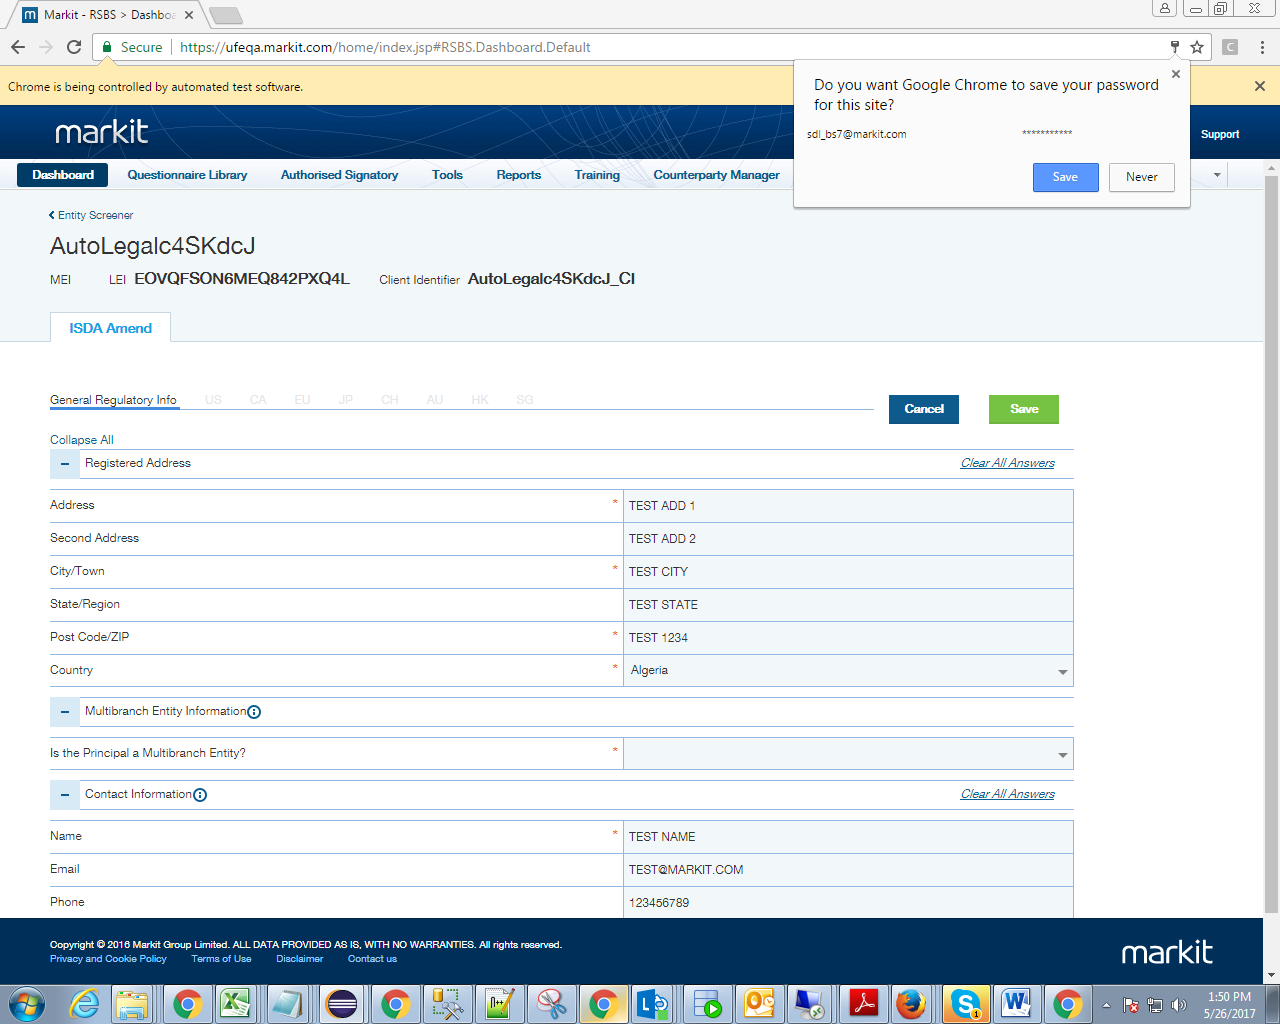 Markit - RSBS > Dashbo
Secure https://ufeqa.markit.com/home/index.jsp#RSBS.Dashboard.Default
C
Chrome is being controlled by automated test software.
Do you want Google Chrome to save your password
for this site?
sdl_bs7@markit.com ***********
Save Never
markit
Support
Dashboard Questionnaire Library Authorised Signatory Tools Reports Training Counterparty Manager
Entity Screener
AutoLegalc4SKdcJ
MEI LEI EOVQFSON6MEQ842PXQ4L Client Identifier AutoLegalc4SKdcJ_CI
ISDA Amend
General Regulatory Info US CA EU JP CH AU HK SG
Cancel Save
Collapse All
Registered Address Clear All Answers
Address * TEST ADD 1
Second Address TEST ADD 2
City/Town * TEST CITY
State/Region TEST STATE
Post Code/ZIP * TEST 1234
Country * Algeria
Multibranch Entity Information
Is the Principal a Multibranch Entity? *
Contact Information Clear All Answers
Name * TEST NAME
Email TEST@MARKIT.COM
Phone 123456789
Copyright © 2016 Markit Group Limited. ALL DATA PROVIDED AS IS, WITH NO WARRANTIES. All rights reserved.
Privacy and Cookie Policy Terms of Use Disclaimer Contact us
markit
1:50 PM
5/26/2017